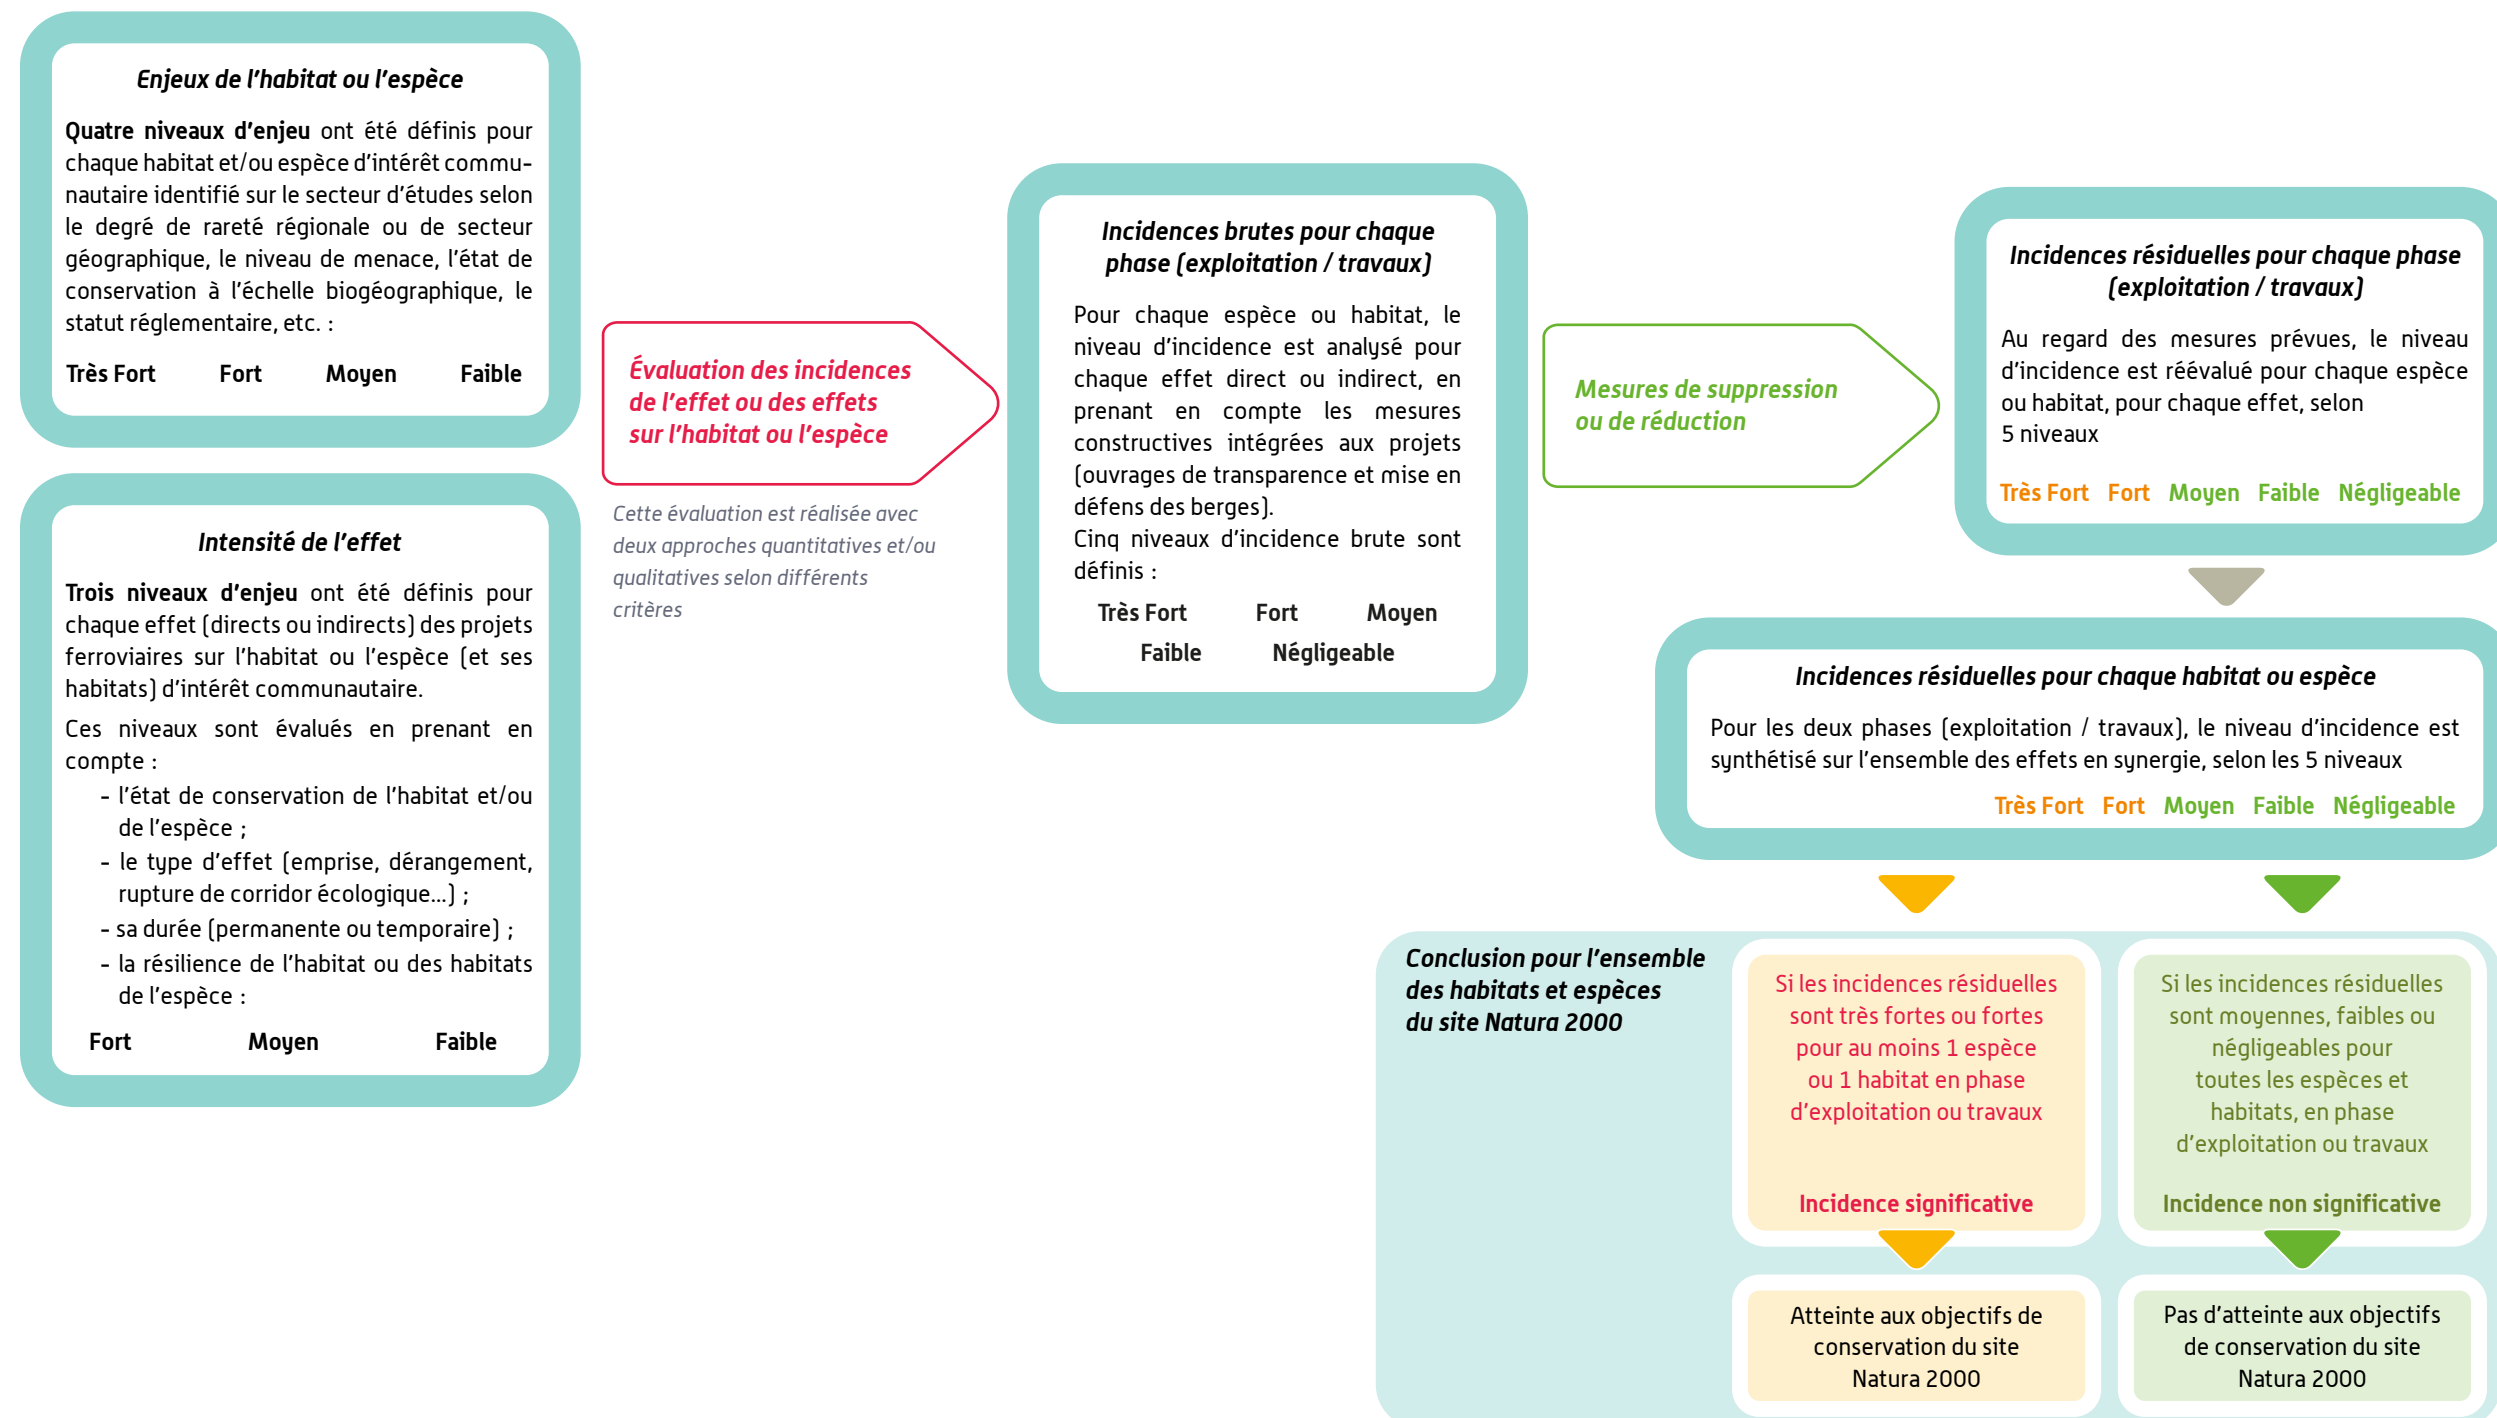 Enjeux de l'habitat ou l'espèce
Quatre niveaux d'enjeu ont été définis pour
chaque habitat et/ou espèce d'intérêt commu-
nautaire identifié sur le secteur d'études selon
le degré de rareté régionale ou de secteur
géographique, le niveau de menace, l'état de
conservation à l'échelle biogéographique, le
statut réglementaire, etc. :
Très Fort Fort Moyen Faible
Intensité de l'effet
Trois niveaux d'enjeu ont été définis pour
chaque effet (directs ou indirects) des projets
ferroviaires sur l'habitat ou l'espèce (et ses
habitats) d'intérêt communautaire.
Ces niveaux sont évalués en prenant en
compte :
- l'état de conservation de l'habitat et/ou
de l'espèce ;
- le type d'effet (emprise, dérangement,
rupture de corridor écologique...) ;
- sa durée (permanente ou temporaire) ;
- la résilience de l'habitat ou des habitats
de l'espèce :
Fort Moyen Faible
Évaluation des incidences
de l'effet ou des effets
sur l'habitat ou l'espèce
Cette évaluation est réalisée avec
deux approches quantitatives et/ou
qualitatives selon différents
critères
Incidences brutes pour chaque
phase (exploitation / travaux)
Pour chaque espèce ou habitat, le
niveau d'incidence est analysé pour
chaque effet direct ou indirect, en
prenant en compte les mesures
constructives intégrées aux projets
(ouvrages de transparence et mise en
défens des berges).
Cinq niveaux d'incidence brute sont
définis :
Très Fort Fort Moyen
Faible Négligeable
Mesures de suppression
ou de réduction
Incidences résiduelles pour chaque phase
(exploitation / travaux)
Au regard des mesures prévues, le niveau
d'incidence est réévalué pour chaque espèce
ou habitat, pour chaque effet, selon
5 niveaux
Très Fort Fort Moyen Faible Négligeable
Incidences résiduelles pour chaque habitat ou espèce
Pour les deux phases (exploitation / travaux), le niveau d'incidence est
synthétisé sur l'ensemble des effets en synergie, selon les 5 niveaux
Très Fort Fort Moyen Faible Négligeable
Conclusion pour l'ensemble
des habitats et espèces
du site Natura 2000
Si les incidences résiduelles
sont très fortes ou fortes
pour au moins 1 espèce
ou 1 habitat en phase
d'exploitation ou travaux
Incidence significative
Atteinte aux objectifs de
conservation du site
Natura 2000
Si les incidences résiduelles
sont moyennes, faibles ou
négligeables pour
toutes les espèces et
habitats, en phase
d'exploitation ou travaux
Incidence non significative
Pas d'atteinte aux objectifs
de conservation du site
Natura 2000